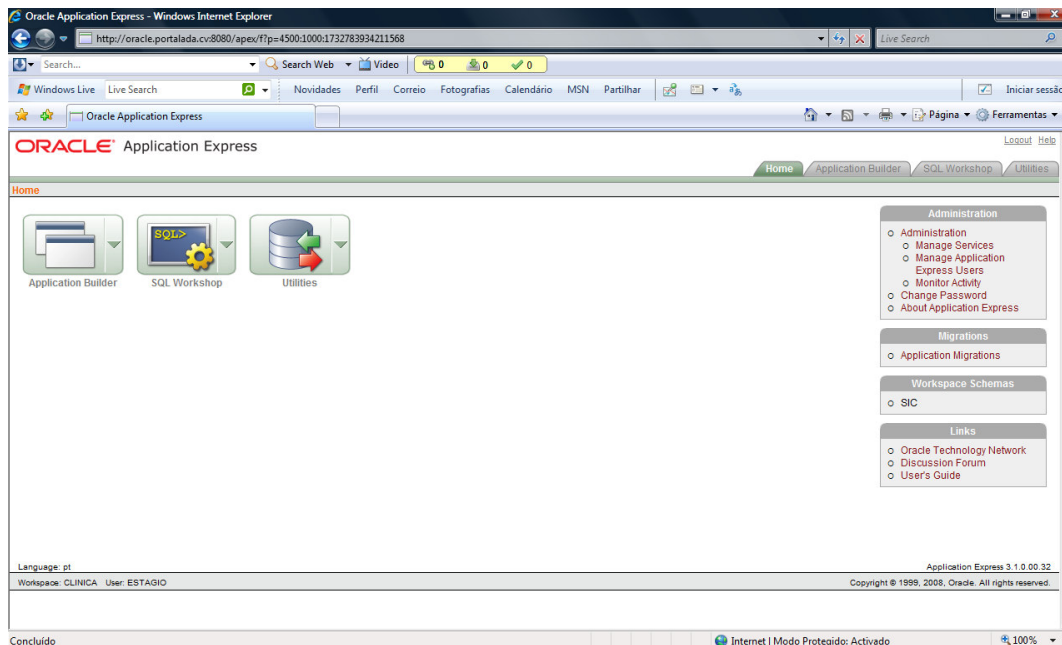 Oracle Application Express - Windows Internet Explorer
http://oracle.portalada.cv:8080/apex/f?p=4500:1000:1732783934211568
Live Search
Search...
Search Web
Video
0
0
0
Windows Live
Live Search
Novidades
Perfil
Correio
Fotografias
Calendário
MSN
Partilhar
Iniciar sessão
Oracle Application Express
Página
Ferramentas
ORACLE Application Express
Logout Help
Home
Application Builder
SQL Workshop
Utilities
Home
SQL>
Application Builder
SQL Workshop
Utilities
Administration
Administration
Manage Services
Manage Application
Express Users
Monitor Activity
Change Password
About Application Express
Migrations
Application Migrations
Workspace Schemas
SIC
Links
Oracle Technology Network
Discussion Forum
User's Guide
Language: pt
Application Express 3.1.0.00.32
Workspace: CLINICA User: ESTAGIO
Copyright © 1999, 2008, Oracle. All rights reserved.
Concluído
Internet | Modo Protegido: Activado
100%